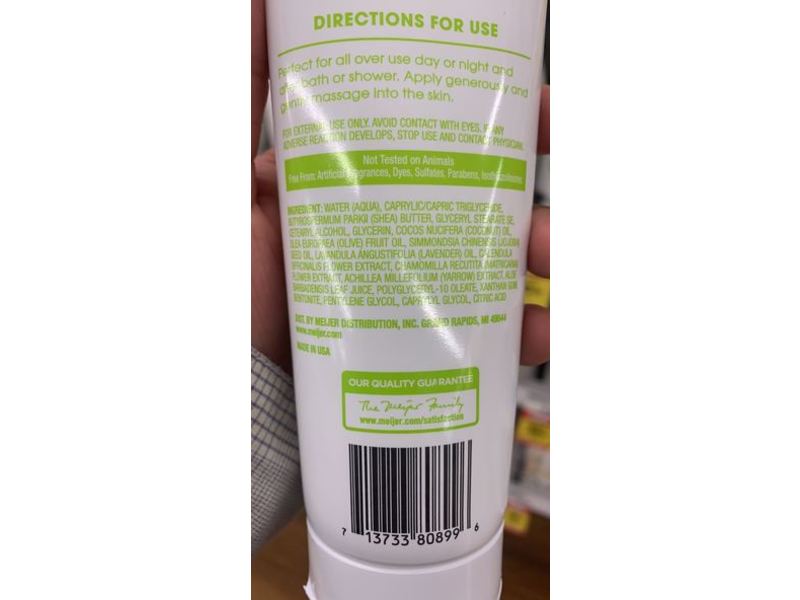 DIRECTIONS FOR USE
Perfect for all over use day or night and
after bath or shower. Apply generously and
gently massage into the skin.
FOR EXTERNAL USE ONLY. AVOID CONTACT WITH EYES. IF ANY
ADVERSE REACTION DEVELOPS, STOP USE AND CONTACT PHYSICIAN.
Not Tested on Animals
Free From: Artificial Fragrances, Dyes, Sulfates, Parabens,
INGREDIENT: WATER (AQUA), CAPRYLIC/CAPRIC TRIGLYCERIDE,
BUTYROSPERMUM PARKII (SHEA) BUTTER, GLYCERYL STEARATE SE,
CETEARYL ALCOHOL, GLYCERIN, COCOS NUCIFERA (COCONUT) OIL,
OLEA EUROPAEA (OLIVE) FRUIT OIL, SIMMONDSIA CHINENSIS (JOJOBA)
SEED OIL, LAVANDULA ANGUSTIFOLIA (LAVENDER) OIL, CALENDULA
OFFICINALIS FLOWER EXTRACT, CHAMOMILLA RECUTITA (MATRICARIA)
FLOWER EXTRACT, ACHILLEA MILLEFOLIUM (YARROW) EXTRACT, ALOE
BARBADENSIS LEAF JUICE, POLYGLYCERYL-10 OLEATE, XANTHAN GUM,
BENTONITE, PENTYLENE GLYCOL, CAPRYLYL GLYCOL, CITRIC ACID
DIST. BY MEIJER DISTRIBUTION, INC. GRAND RAPIDS, MI 49544
www.meijer.com
MADE IN USA
OUR QUALITY GUARANTEE
The Meijer Family
www.meijer.com/satisfaction
7 13733 80899 6